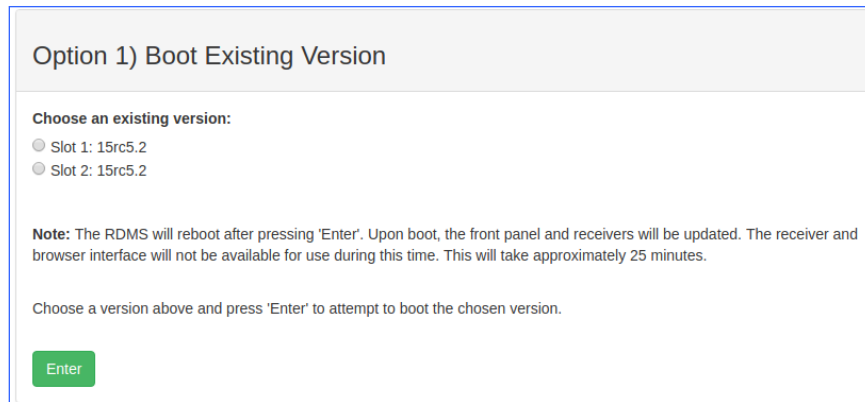 Option 1) Boot Existing Version
Choose an existing version:
Slot 1: 15rc5.2
Slot 2: 15rc5.2
Note: The RDMS will reboot after pressing 'Enter'. Upon boot, the front panel and receivers will be updated. The receiver and
browser interface will not be available for use during this time. This will take approximately 25 minutes.
Choose a version above and press 'Enter' to attempt to boot the chosen version.
Enter